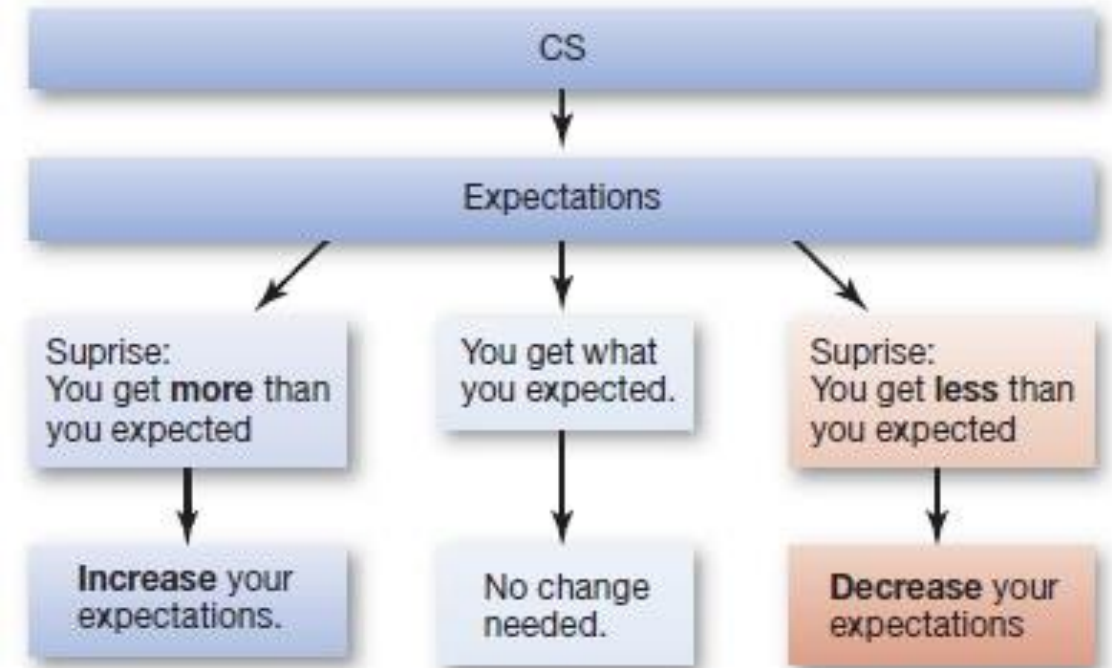 CS
Expectations
Suprise:
You get more than
you expected
You get what
you expected.
Suprise:
You get less than
you expected
Increase your
expectations.
No change
needed.
Decrease your
expectations